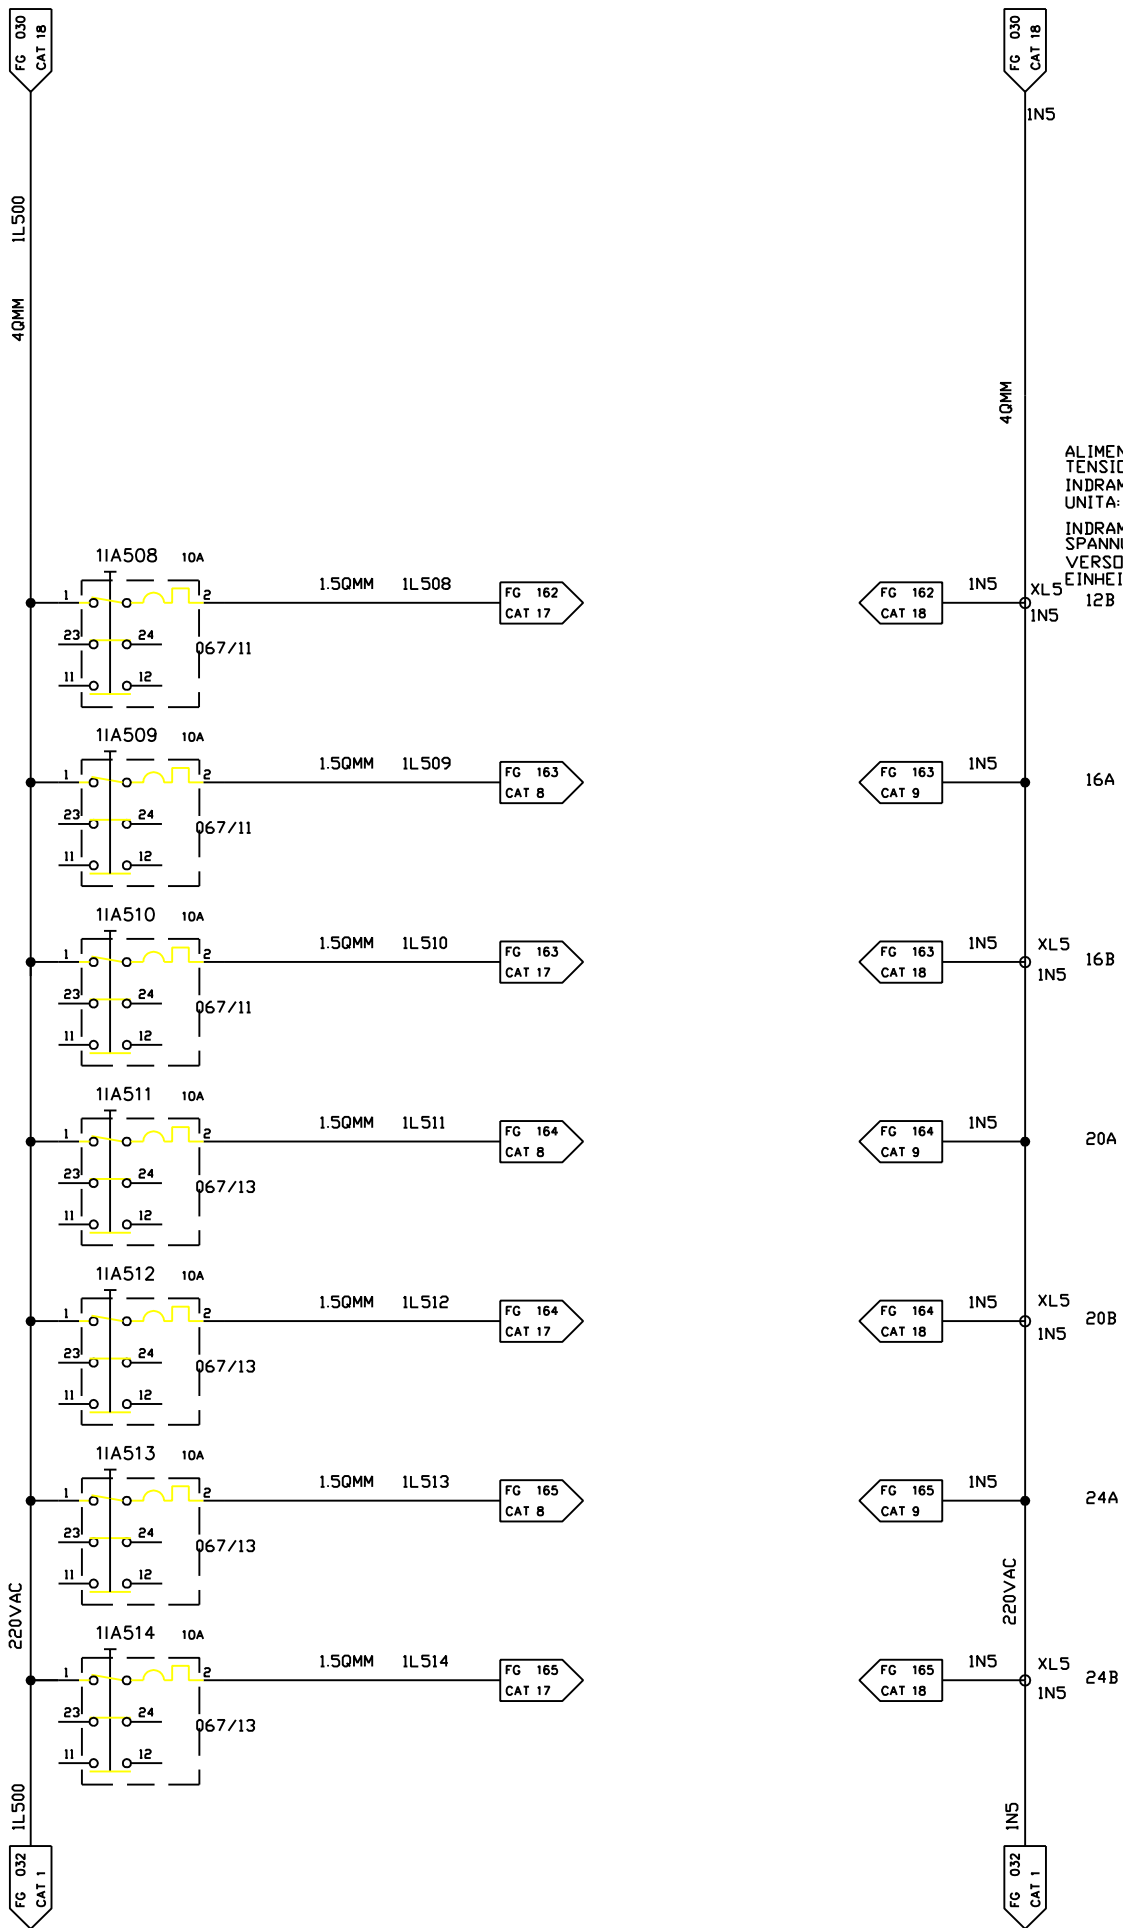 FG 030
CAT 18
FG 030
CAT 18
1N5
1L500
4QMM
4QMM
ALIMEN
TENSIO
INDRAM
UNITA:
INDRAM
SPANNU
VERSO
EINHEI
1IA508 10A
1 2
1.5QMM 1L508
FG 162
CAT 17
FG 162
CAT 18
1N5
XL5
12B
1N5
23 24
067/11
11 12
1IA509 10A
1 2
1.5QMM 1L509
FG 163
CAT 8
FG 163
CAT 9
1N5
16A
23 24
067/11
11 12
1IA510 10A
1 2
1.5QMM 1L510
FG 163
CAT 17
FG 163
CAT 18
1N5
XL5
16B
1N5
23 24
067/11
11 12
1IA511 10A
1 2
1.5QMM 1L511
FG 164
CAT 8
FG 164
CAT 9
1N5
20A
23 24
067/13
11 12
1IA512 10A
1 2
1.5QMM 1L512
FG 164
CAT 17
FG 164
CAT 18
1N5
XL5
20B
1N5
23 24
067/13
11 12
1IA513 10A
1 2
1.5QMM 1L513
FG 165
CAT 8
FG 165
CAT 9
1N5
24A
23 24
067/13
11 12
220VAC
220VAC
1IA514 10A
1 2
1.5QMM 1L514
FG 165
CAT 17
FG 165
CAT 18
1N5
XL5
24B
1N5
23 24
067/13
11 12
1L500
1N5
FG 032
CAT 1
FG 032
CAT 1